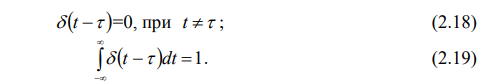 δ(t − τ)=0, при t ≠ τ; (2.18)
∞
∫δ(t − τ)dt = 1. (2.19)
−∞